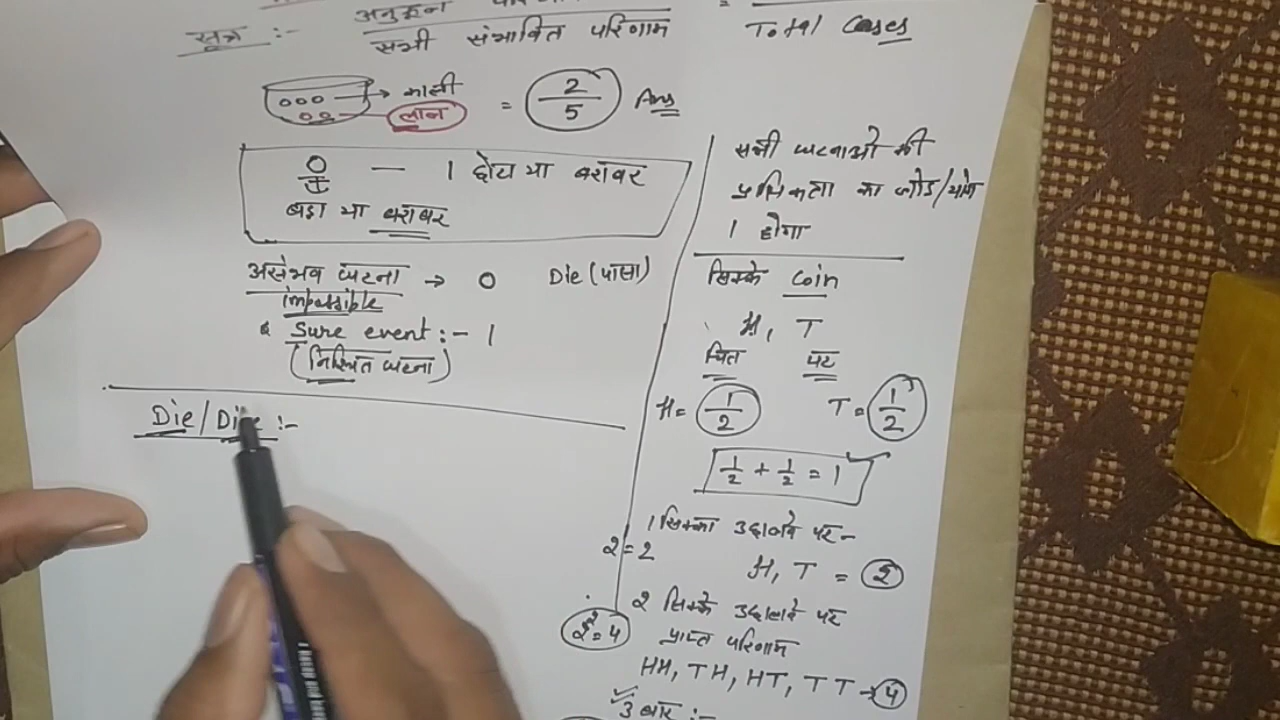 सूत्र :- अनुकूल
सभी संभावित परिणाम
=
Total Cases
काली
लाल
= 2/5 Ans
0 — 1 छोटा या बराबर
बड़ा या बराबर
असंभव घटना → 0 Die (पासा)
impossible
Sure event :- 1
(निश्चित घटना)
Die/Dice :-
सभी घटनाओं की
प्रायिकता का जोड़/योग
1 होगा
सिक्के Coin
H, T
चित पट
H = 1/2 T = 1/2
1/2 + 1/2 = 1
1 सिक्का उछालने पर -
2 = 2
H, T = 2
2 सिक्के उछालने पर
2² = 4
प्राप्त परिणाम
HH, TH, HT, TT → 4
3 बार :-